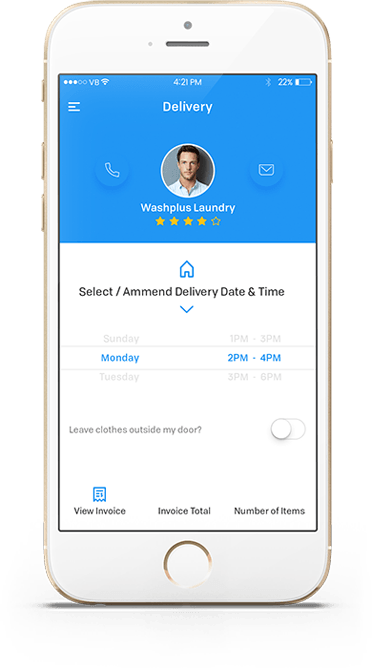 VB 4:21 PM 22%
Delivery
Washplus Laundry
Select / Ammend Delivery Date & Time
Sunday 1PM - 3PM
Monday 2PM - 4PM
Tuesday 3PM - 6PM
Leave clothes outside my door?
View Invoice Invoice Total Number of Items